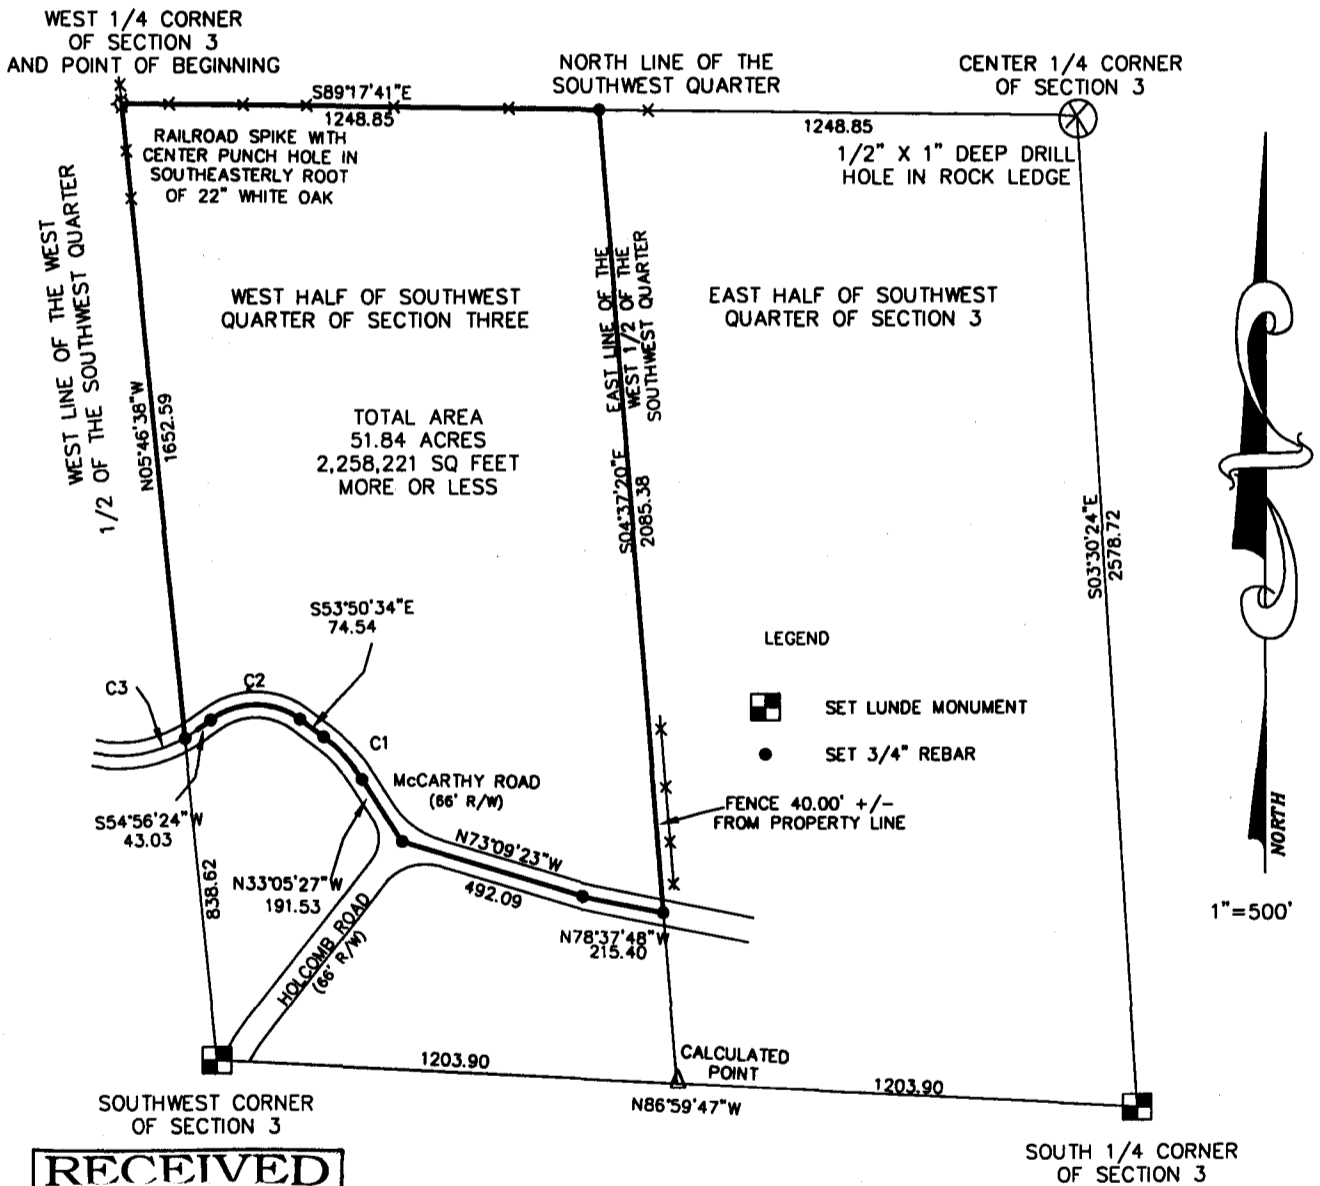 WEST 1/4 CORNER
OF SECTION 3
AND POINT OF BEGINNING
NORTH LINE OF THE
SOUTHWEST QUARTER
CENTER 1/4 CORNER
OF SECTION 3
S89°17'41"E
1248.85
1248.85
RAILROAD SPIKE WITH
CENTER PUNCH HOLE IN
SOUTHEASTERLY ROOT
OF 22" WHITE OAK
1/2" X 1" DEEP DRILL
HOLE IN ROCK LEDGE
WEST LINE OF THE WEST
1/2 OF THE SOUTHWEST QUARTER
N05°46'38"W
1652.59
WEST HALF OF SOUTHWEST
QUARTER OF SECTION THREE
EAST LINE OF THE
WEST 1/2 OF THE
SOUTHWEST QUARTER
EAST HALF OF SOUTHWEST
QUARTER OF SECTION 3
TOTAL AREA
51.84 ACRES
2,258,221 SQ FEET
MORE OR LESS
S04°37'20"E
2085.38
S03°30'24"E
2578.72
S53°50'34"E
74.54
LEGEND
SET LUNDE MONUMENT
SET 3/4" REBAR
C3
C2
C1
McCARTHY ROAD
(66' R/W)
FENCE 40.00' +/-
FROM PROPERTY LINE
S54°56'24"W
43.03
N73°09'23"W
492.09
N33°05'27"W
191.53
838.62
HOLCOMB ROAD
(66' R/W)
N78°37'48"W
215.40
NORTH
1"=500'
1203.90
CALCULATED
POINT
1203.90
N86°59'47"W
SOUTHWEST CORNER
OF SECTION 3
SOUTH 1/4 CORNER
OF SECTION 3
RECEIVED